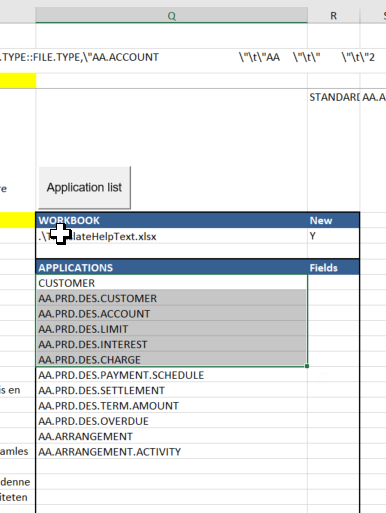 Q R
.TYPE::FILE.TYPE,\"AA.ACCOUNT \"\t\"AA \"\t\" \"\t\"2
STANDARD AA.A
Application list
WORKBOOK New
Y
APPLICATIONS Fields
CUSTOMER
AA.PRD.DES.CUSTOMER
AA.PRD.DES.ACCOUNT
AA.PRD.DES.LIMIT
AA.PRD.DES.INTEREST
AA.PRD.DES.CHARGE
AA.PRD.DES.PAYMENT.SCHEDULE
is en AA.PRD.DES.SETTLEMENT
AA.PRD.DES.TERM.AMOUNT
AA.PRD.DES.OVERDUE
AA.ARRANGEMENT
amles AA.ARRANGEMENT.ACTIVITY
denne
iteten